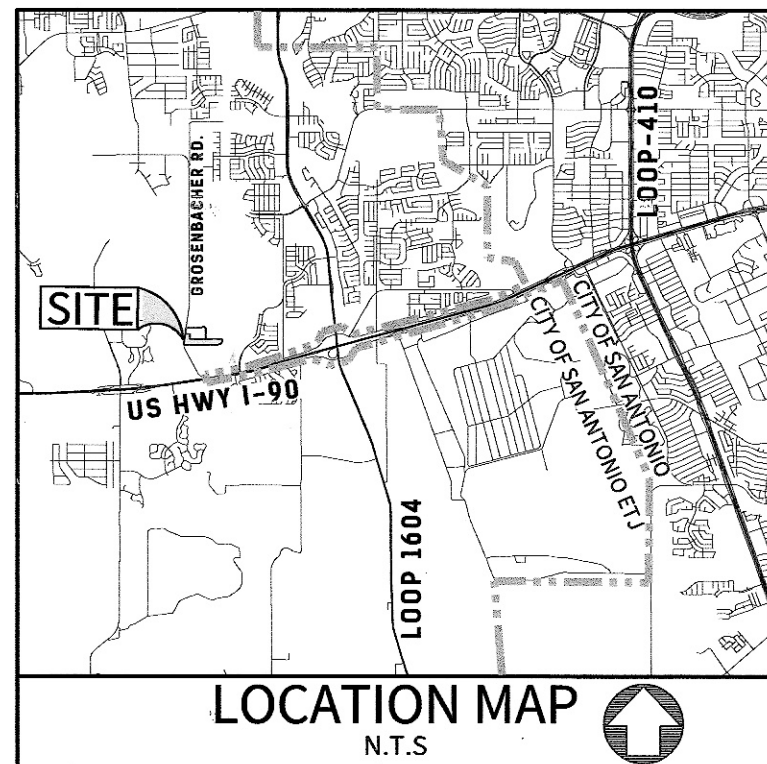 LOOP-410
GROSENBACHER RD.
SITE
CITY OF SAN ANTONIO
CITY OF SAN ANTONIO ETJ
US HWY I-90
LOOP 1604
LOCATION MAP
N.T.S